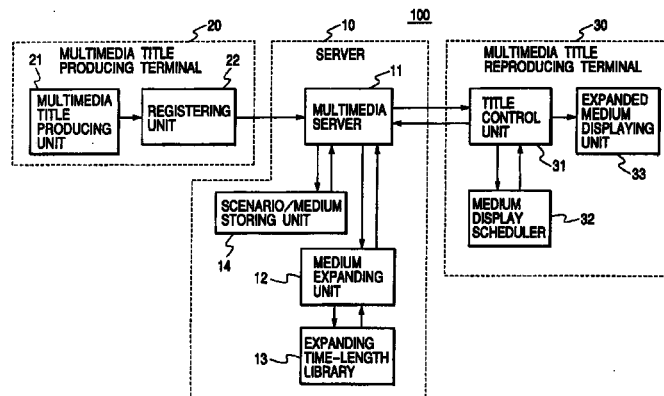 100
20
MULTIMEDIA TITLE
PRODUCING TERMINAL
21
22
MULTIMEDIA
TITLE
PRODUCING
UNIT
REGISTERING
UNIT
10
SERVER
11
MULTIMEDIA
SERVER
SCENARIO/MEDIUM
STORING UNIT
14
12
MEDIUM
EXPANDING
UNIT
13
EXPANDING
TIME-LENGTH
LIBRARY
30
MULTIMEDIA TITLE
REPRODUCING TERMINAL
TITLE
CONTROL
UNIT
31
EXPANDED
MEDIUM
DISPLAYING
UNIT
33
MEDIUM
DISPLAY
SCHEDULER
32